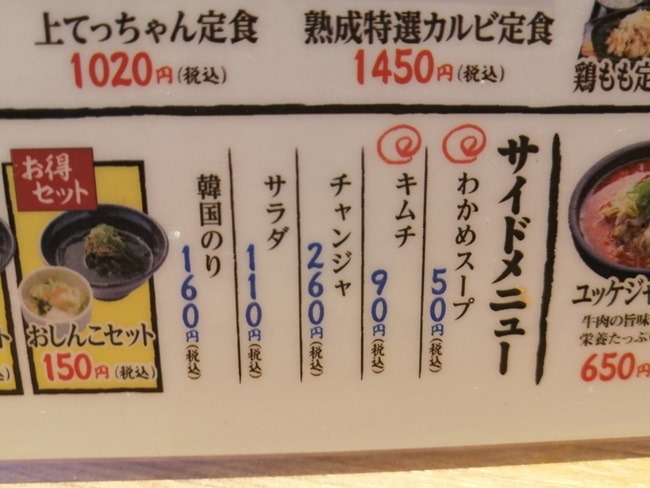 上てっちゃん定食
1020円(税込)
熟成特選カルビ定食
1450円(税込)
鶏もも定
サイドメニュー
わかめスープ
50円(税込)
キムチ
90円(税込)
チャンジャ
260円(税込)
サラダ
110円(税込)
韓国のり
160円(税込)
お得
セット
おしんこセット
150円(税込)
ユッケジャ
牛肉の旨味
栄養たっぷ
650円